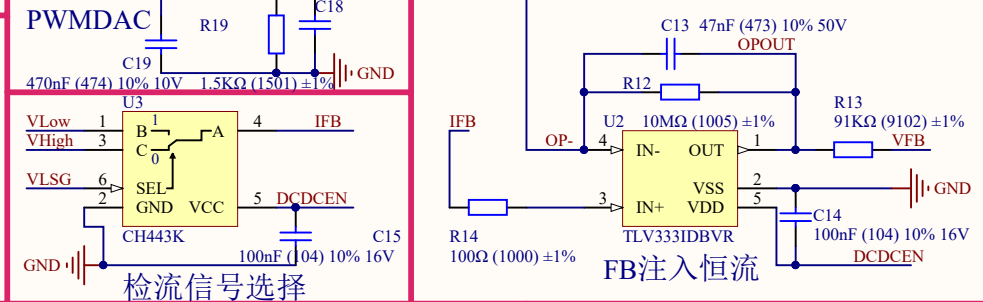 PWMDAC
R19
C18
C19
470nF (474) 10% 10V
1.5KΩ (1501) ±1%
GND
U3
VLow
1
B
1
A
4
IFB
VHigh
3
C
0
VLSG
6
SEL
2
GND
VCC
5
DCDCEN
CH443K
C15
100nF (104) 10% 16V
GND
检流信号选择
C13
47nF (473) 10% 50V
OPOUT
R12
10MΩ (1005) ±1%
IFB
U2
OP-
4
IN-
OUT
1
R13
91KΩ (9102) ±1%
VFB
VSS
2
GND
3
IN+
VDD
5
TLV333IDBVR
R14
100Ω (1000) ±1%
C14
100nF (104) 10% 16V
DCDCEN
FB注入恒流